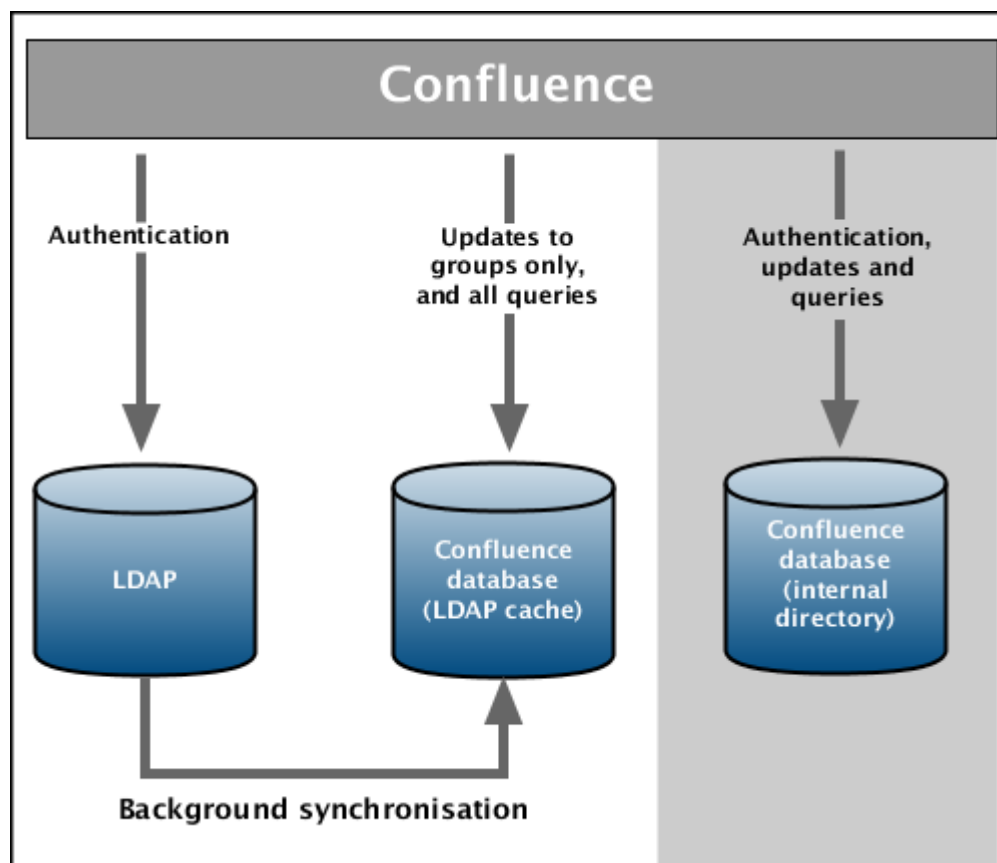 Confluence
Authentication
Updates to
groups only,
and all queries
Authentication,
updates and
queries
LDAP
Confluence
database
(LDAP cache)
Confluence
database
(internal
directory)
Background synchronisation